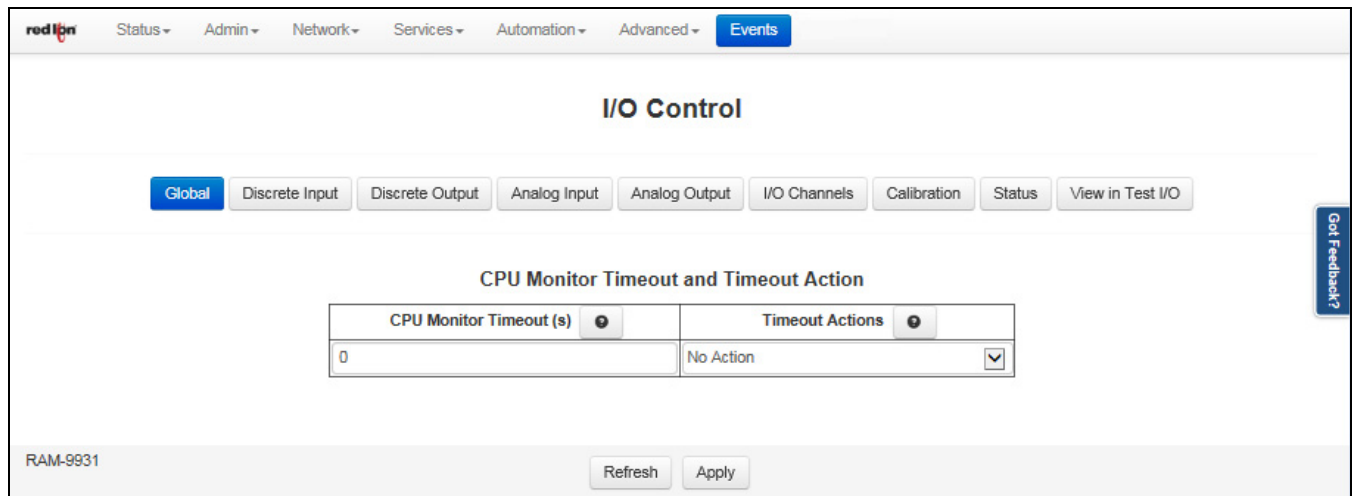 red lion Status Admin Network Services Automation Advanced Events
I/O Control
Global Discrete Input Discrete Output Analog Input Analog Output I/O Channels Calibration Status View in Test I/O
Got Feedback?
CPU Monitor Timeout and Timeout Action
CPU Monitor Timeout (s) ? Timeout Actions ?
0 No Action
RAM-9931 Refresh Apply